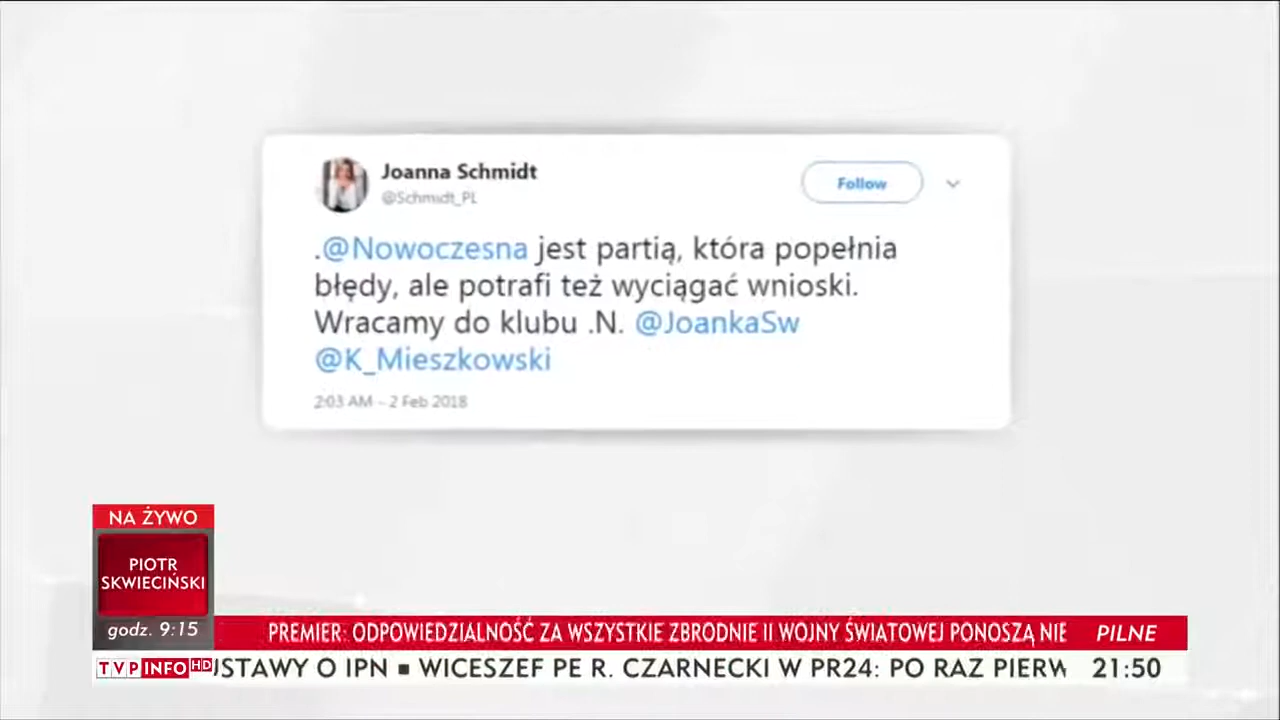 Joanna Schmidt
@Schmidt_PL
Follow
.@Nowoczesna jest partią, która popełnia
błędy, ale potrafi też wyciągać wnioski.
Wracamy do klubu .N. @JoankaSw
@K_Mieszkowski
2:03 AM - 2 Feb 2018
NA ŻYWO
PIOTR
SKWIECIŃSKI
godz. 9:15
PREMIER: ODPOWIEDZIALNOŚĆ ZA WSZYSTKIE ZBRODNIE II WOJNY ŚWIATOWEJ PONOSZĄ NIE
PILNE
TVP INFO HD
USTAWY O IPN ▪ WICESZEF PE R. CZARNECKI W PR24: PO RAZ PIERW
21:50